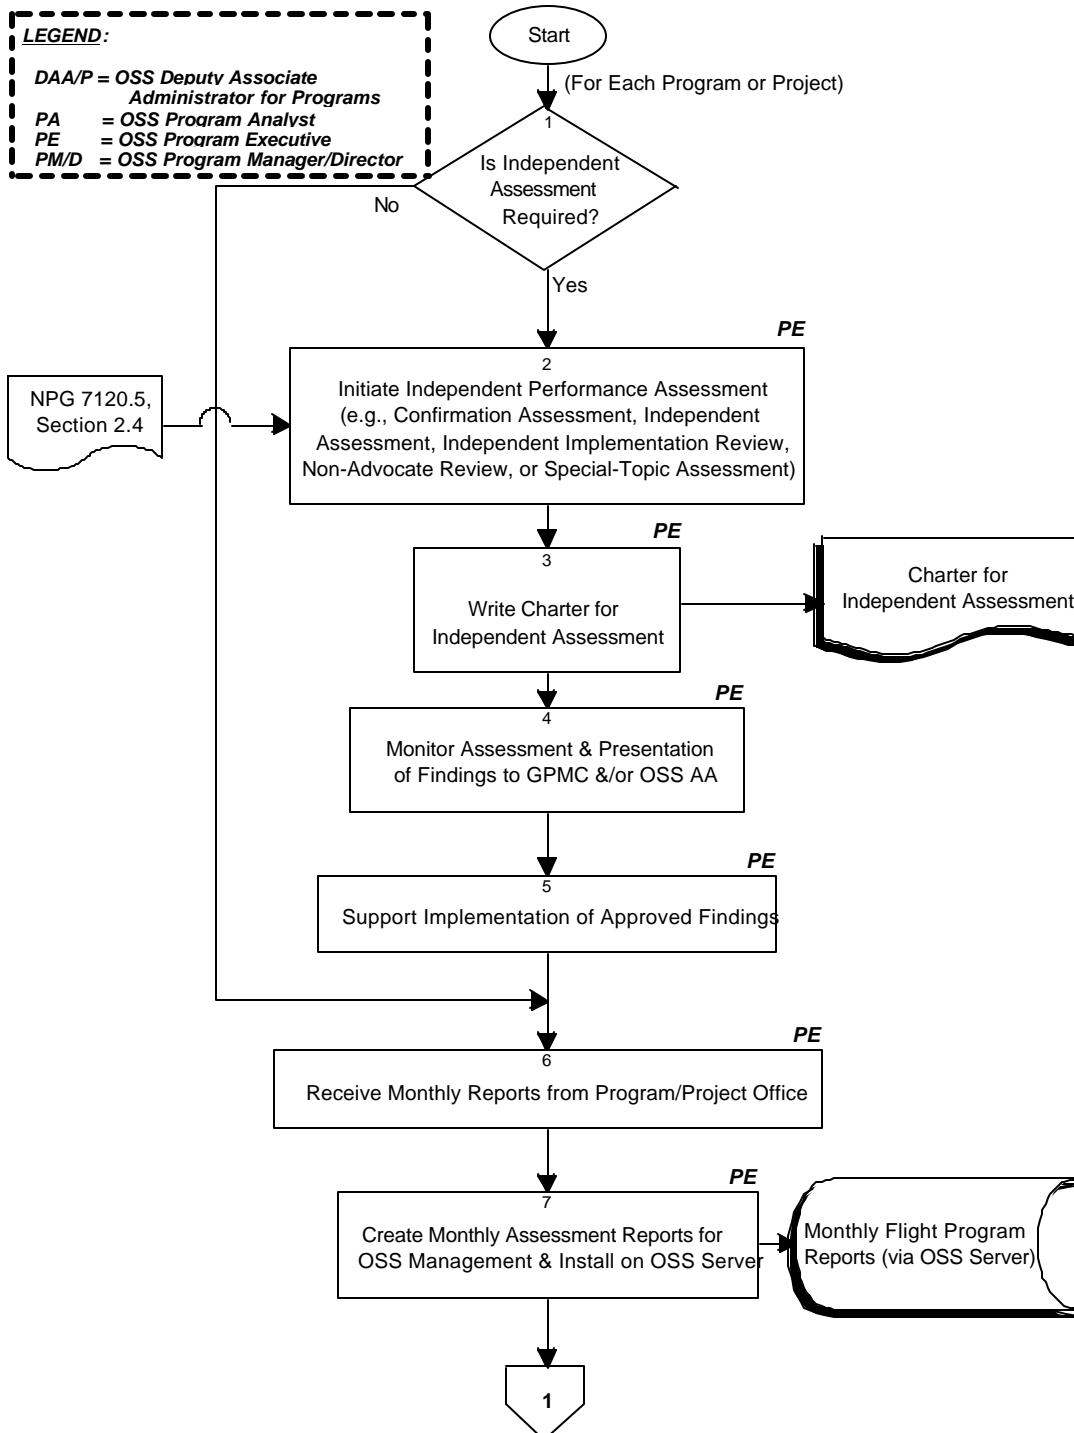 LEGEND:
DAA/P = OSS Deputy Associate
Administrator for Programs
PA = OSS Program Analyst
PE = OSS Program Executive
PM/D = OSS Program Manager/Director
Start
(For Each Program or Project)
1
Is Independent
Assessment
Required?
No
Yes
PE
NPG 7120.5,
Section 2.4
2
Initiate Independent Performance Assessment
(e.g., Confirmation Assessment, Independent
Assessment, Independent Implementation Review,
Non-Advocate Review, or Special-Topic Assessment)
PE
3
Write Charter for
Independent Assessment
Charter for
Independent Assessment
PE
4
Monitor Assessment & Presentation
of Findings to GPMC &/or OSS AA
PE
5
Support Implementation of Approved Findings
PE
6
Receive Monthly Reports from Program/Project Office
PE
7
Create Monthly Assessment Reports for
OSS Management & Install on OSS Server
Monthly Flight Program
Reports (via OSS Server)
1